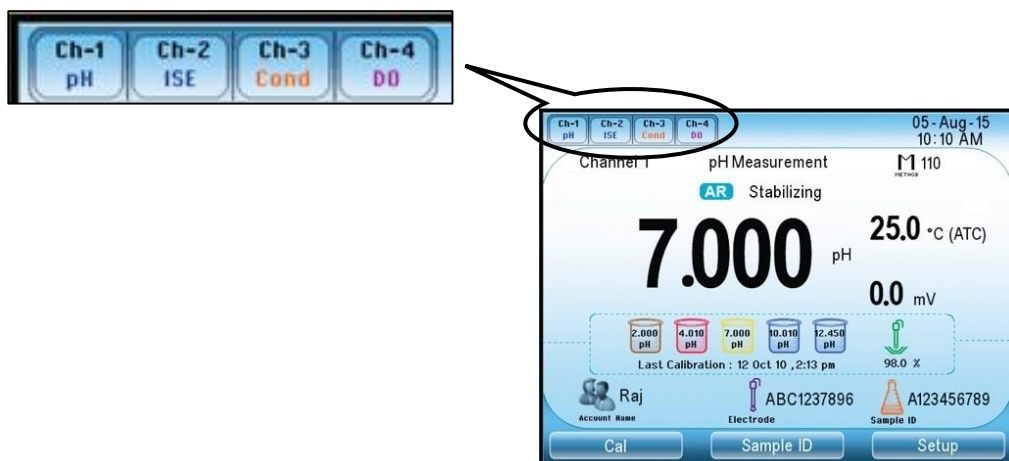 Ch-1 Ch-2 Ch-3 Ch-4
pH ISE Cond DO
Ch-1 Ch-2 Ch-3 Ch-4
pH ISE Cond DO
05-Aug-15
10:10 AM
Channel 1 pH Measurement M 110
METHOD
AR Stabilizing
7.000 pH
25.0 °C (ATC)
0.0 mV
2.000 4.010 7.000 10.010 12.450
pH pH pH pH pH
Last Calibration : 12 Oct 10 ,2:13 pm 98.0 %
Raj ABC1237896 A123456789
Account Name Electrode Sample ID
Cal Sample ID Setup